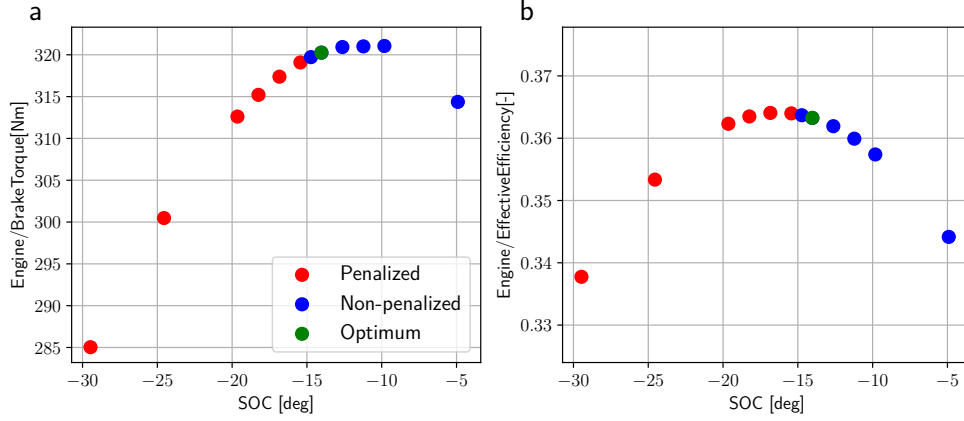 a
Engine/BrakeTorque[Nm]
320
315
310
305
300
295
290
285
−30
−25
−20
−15
−10
−5
SOC [deg]
Penalized
Non-penalized
Optimum
b
Engine/EffectiveEfficiency[-]
0.37
0.36
0.35
0.34
0.33
−30
−25
−20
−15
−10
−5
SOC [deg]